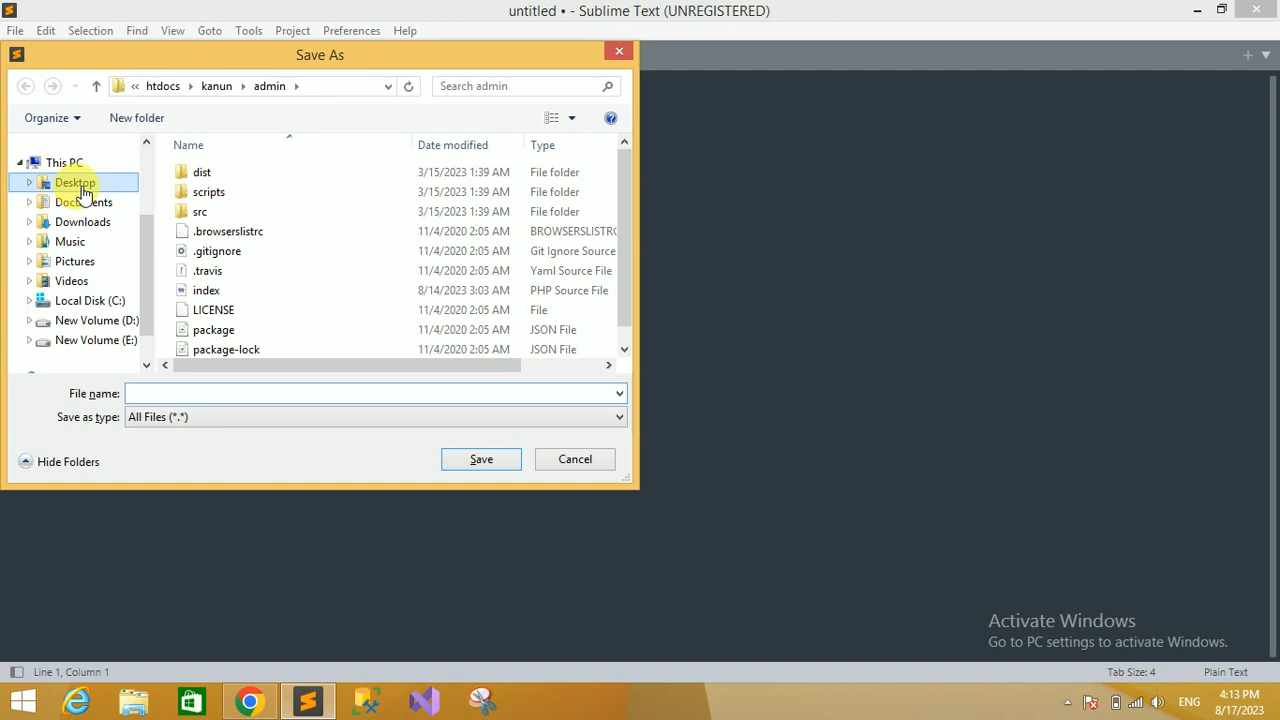 untitled • - Sublime Text (UNREGISTERED)
File Edit Selection Find View Goto Tools Project Preferences Help
Save As
htdocs kanun admin
Search admin
Organize New folder
Name Date modified Type
This PC
Desktop
Documents
Downloads
Music
Pictures
Videos
Local Disk (C:)
New Volume (D:)
New Volume (E:)
dist 3/15/2023 1:39 AM File folder
scripts 3/15/2023 1:39 AM File folder
src 3/15/2023 1:39 AM File folder
.browserslistrc 11/4/2020 2:05 AM BROWSERSLISTRC
.gitignore 11/4/2020 2:05 AM Git Ignore Source
.travis 11/4/2020 2:05 AM Yaml Source File
index 8/14/2023 3:03 AM PHP Source File
LICENSE 11/4/2020 2:05 AM File
package 11/4/2020 2:05 AM JSON File
package-lock 11/4/2020 2:05 AM JSON File
File name:
Save as type: All Files (*.*)
Hide Folders
Save
Cancel
Activate Windows
Go to PC settings to activate Windows.
Line 1, Column 1
Tab Size: 4
Plain Text
ENG
4:13 PM
8/17/2023